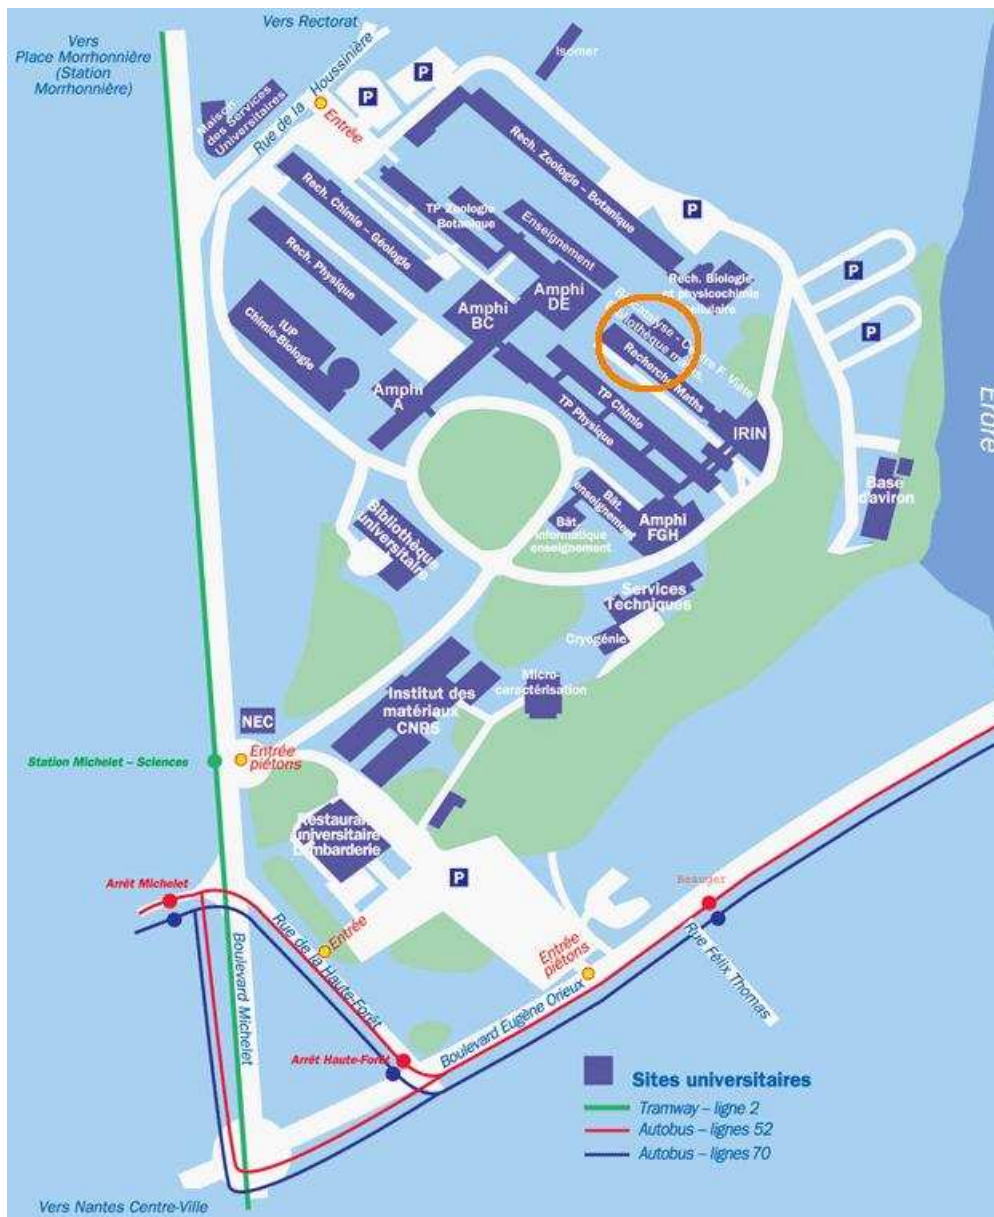 Vers Rectorat
Vers
Place Morrhonnière
(Station
Morrhonnière)
Isomer
P
P
Rue de la Houssinière
Entrée
Maison
des Services
Universitaires
Rech. Zoologie – Botanique
Rech. Chimie – Géologie
TP Zoologie
Botanique
Enseignement
P
Rech. Physique
Rech. Biologie
et physicochimie
cellulaire
P
P
Amphi
DE
Amphi
BC
IUP
Chimie-Biologie
Biocatalyse - Centre F. Viète
Bibliothèque maths.
Recherche Maths
Amphi
A
TP Chimie
TP Physique
IRIN
Erdre
Base
d'aviron
Bât.
enseignement
Bibliothèque
universitaire
Amphi
FGH
Bât.
informatique
enseignement
Services
Techniques
Cryogénie
Micro-
caractérisation
Institut des
matériaux
CNRS
NEC
Entrée
piétons
Station Michelet – Sciences
Restaurant
universitaire
Lombarderie
P
Arrêt Michelet
Beauger
Entrée
Rue de la Haute-Forêt
Entrée
piétons
Rue Félix Thomas
Boulevard Michelet
Boulevard Eugène Orieux
Arrêt Haute-Forêt
Sites universitaires
Tramway – ligne 2
Autobus – lignes 52
Autobus – lignes 70
Vers Nantes Centre-Ville